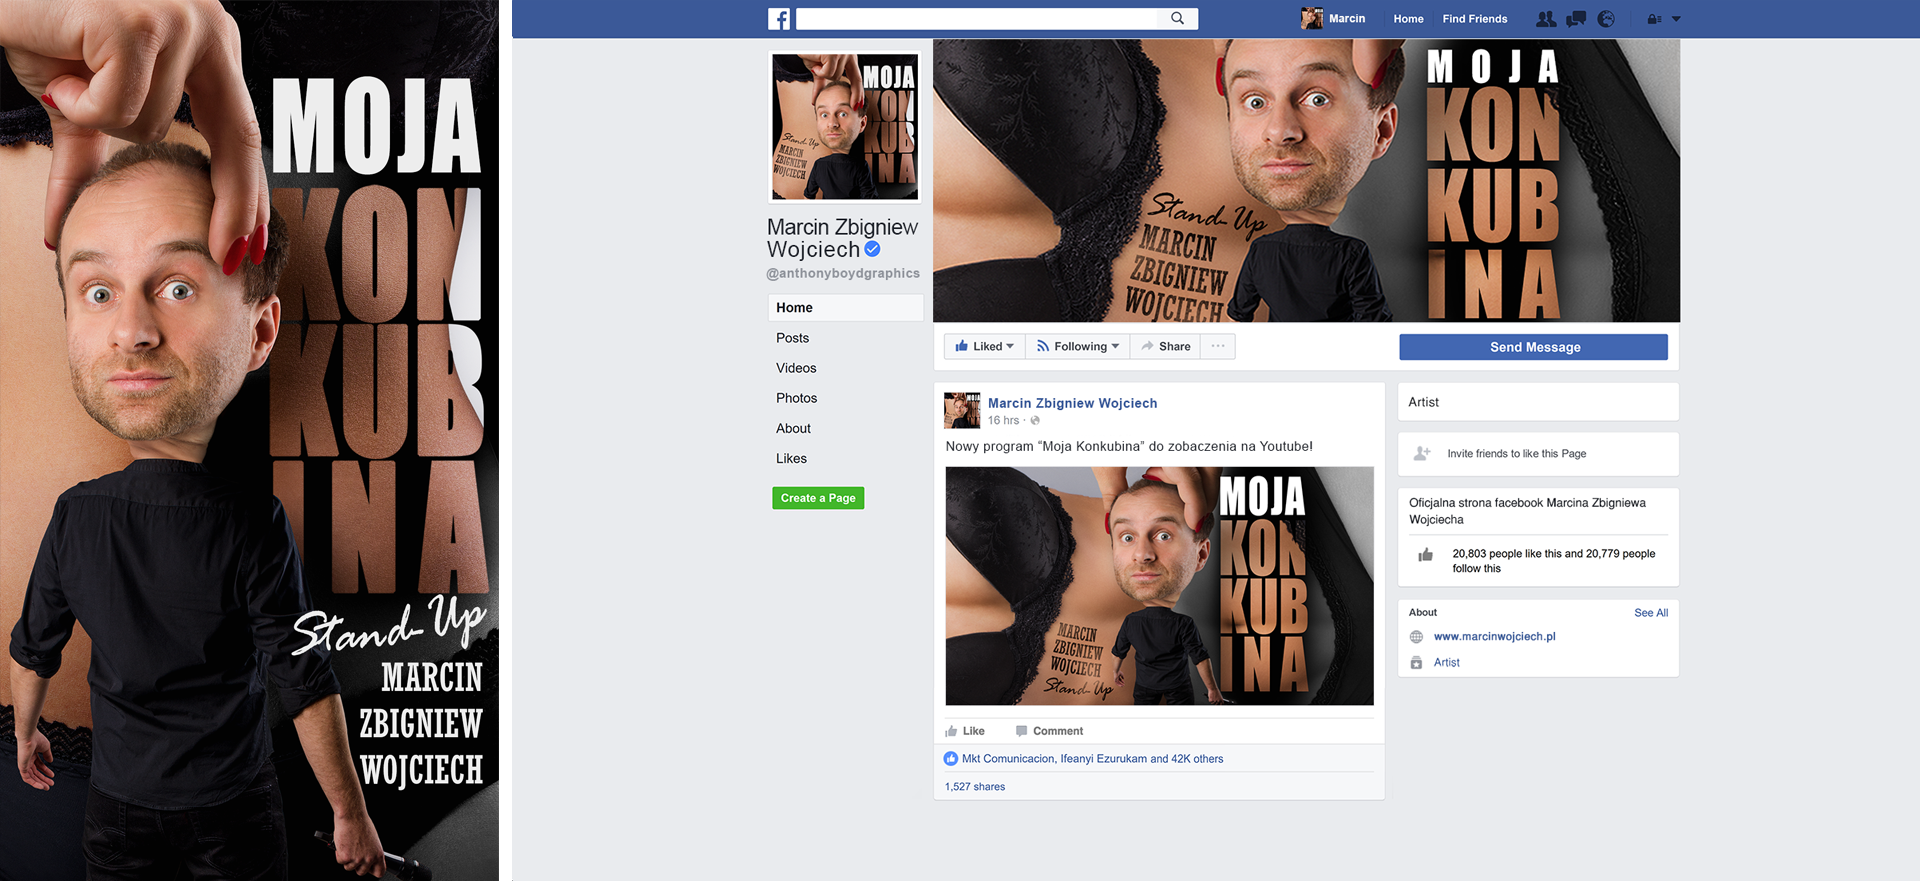 MOJA
KON
KUB
INA
Stand-Up
MARCIN
ZBIGNIEW
WOJCIECH
Marcin
Home
Find Friends
MOJA
KON
KUB
INA
Stand-Up
MARCIN
ZBIGNIEW
WOJCIECH
Marcin Zbigniew
Wojciech
@anthonyboydgraphics
Home
Posts
Videos
Photos
About
Likes
Create a Page
MOJA
KON
KUB
INA
Stand-Up
MARCIN
ZBIGNIEW
WOJCIECH
Liked
Following
Share
Send Message
Marcin Zbigniew Wojciech
16 hrs ·
Nowy program “Moja Konkubina” do zobaczenia na Youtube!
MOJA
KON
KUB
INA
MARCIN
ZBIGNIEW
WOJCIECH
Stand-Up
Like
Comment
Mkt Comunicacion, Ifeanyi Ezurukam and 42K others
1,527 shares
Artist
Invite friends to like this Page
Oficjalna strona facebook Marcina Zbigniewa
Wojciecha
20,803 people like this and 20,779 people
follow this
About
See All
www.marcinwojciech.pl
Artist